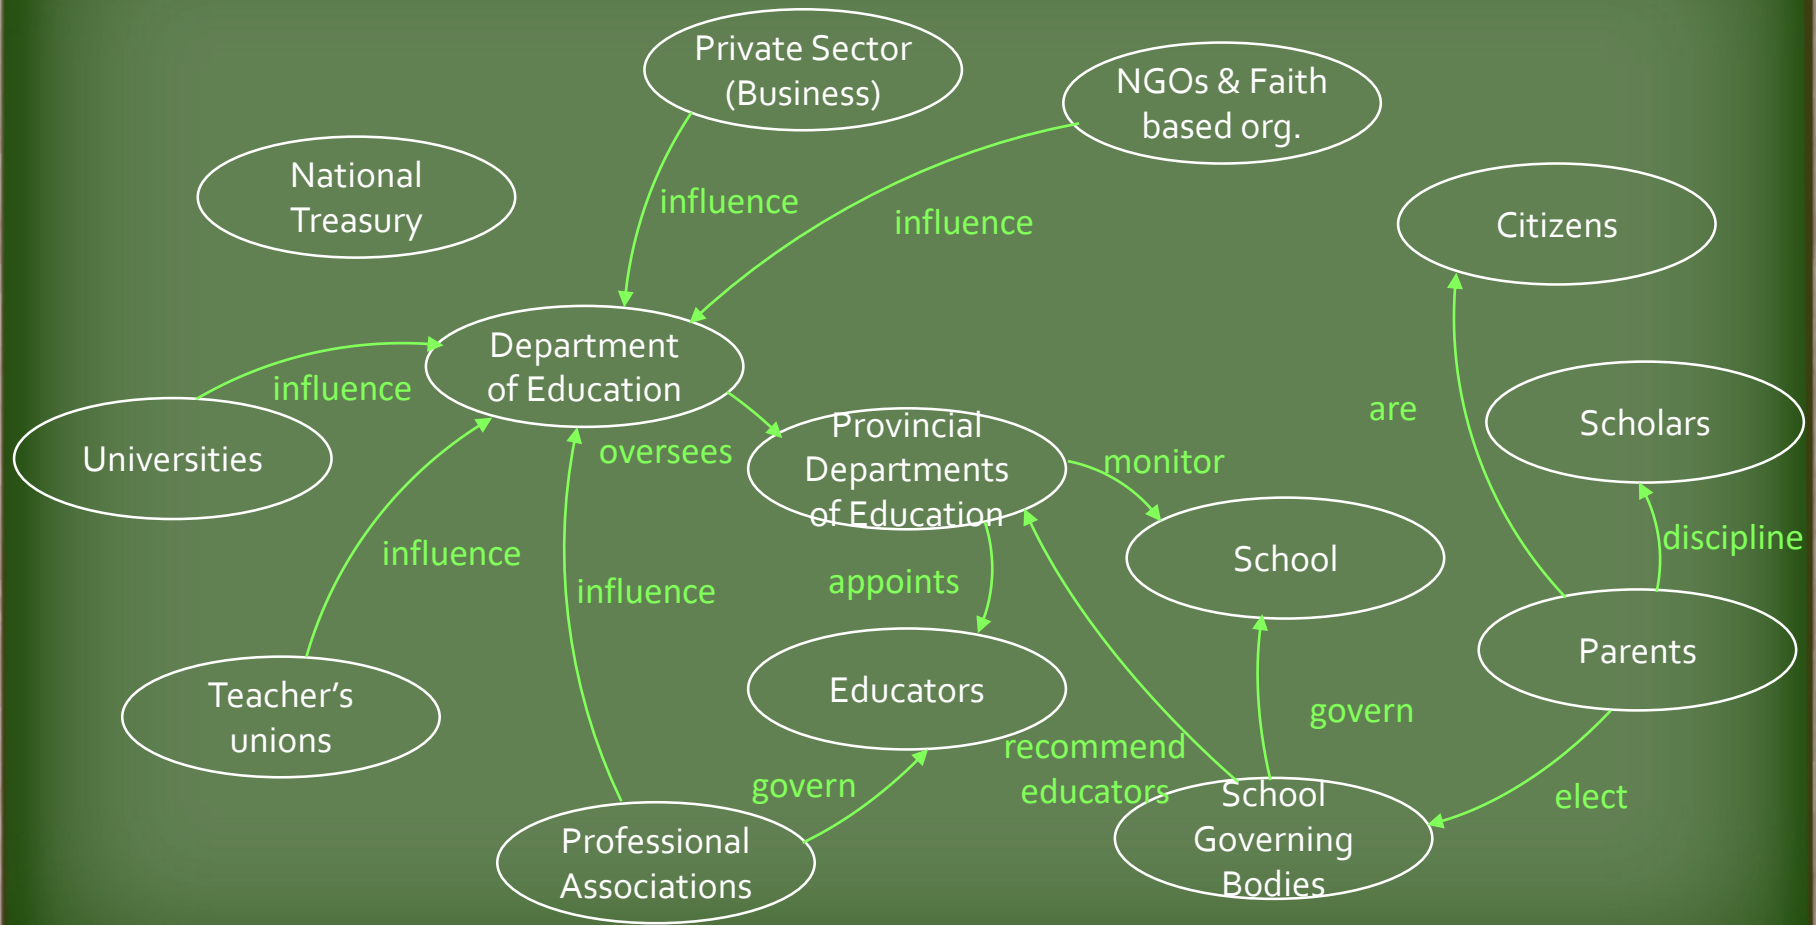 Private Sector
(Business)
NGOs & Faith
based org.
National
Treasury
influence
influence
Citizens
Department
of Education
influence
are
Scholars
Universities
oversees
Provincial
Departments
of Education
monitor
discipline
influence
School
influence
appoints
Parents
Teacher’s
unions
Educators
govern
recommend
educators
govern
elect
School
Governing
Bodies
Professional
Associations